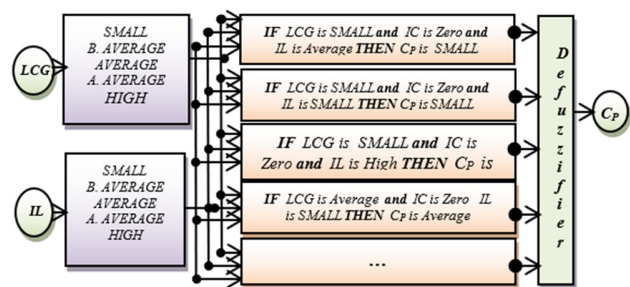 LCG
SMALL
B. AVERAGE
AVERAGE
A. AVERAGE
HIGH
IL
SMALL
B. AVERAGE
AVERAGE
A. AVERAGE
HIGH
IF LCG is SMALL and IC is Zero and
IL is Average THEN CP is SMALL
IF LCG is SMALL and IC is Zero and
IL is SMALL THEN CP is SMALL
IF LCG is SMALL and IC is
Zero and IL is High THEN CP is
IF LCG is Average and IC is Zero IL
is SMALL THEN CP is Average
...
Defuzzifier
CP